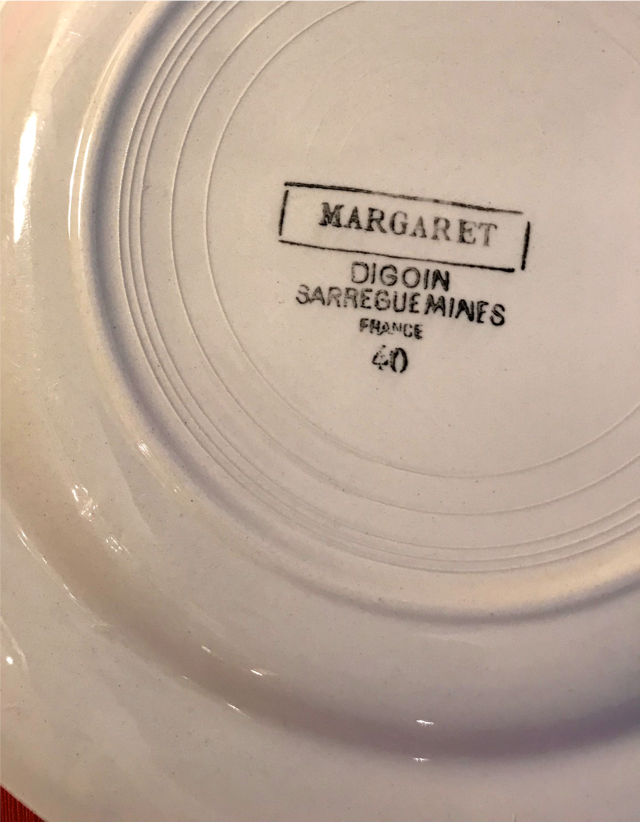 MARGARET
DIGOIN
SARREGUEMINES
FRANCE
40